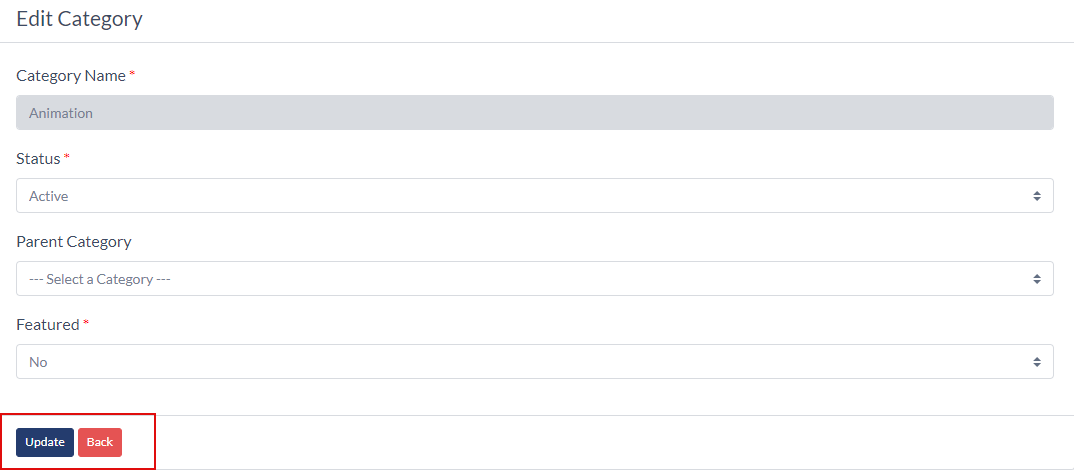 Edit Category
Category Name *
Animation
Status *
Active
Parent Category
--- Select a Category ---
Featured *
No
Update Back